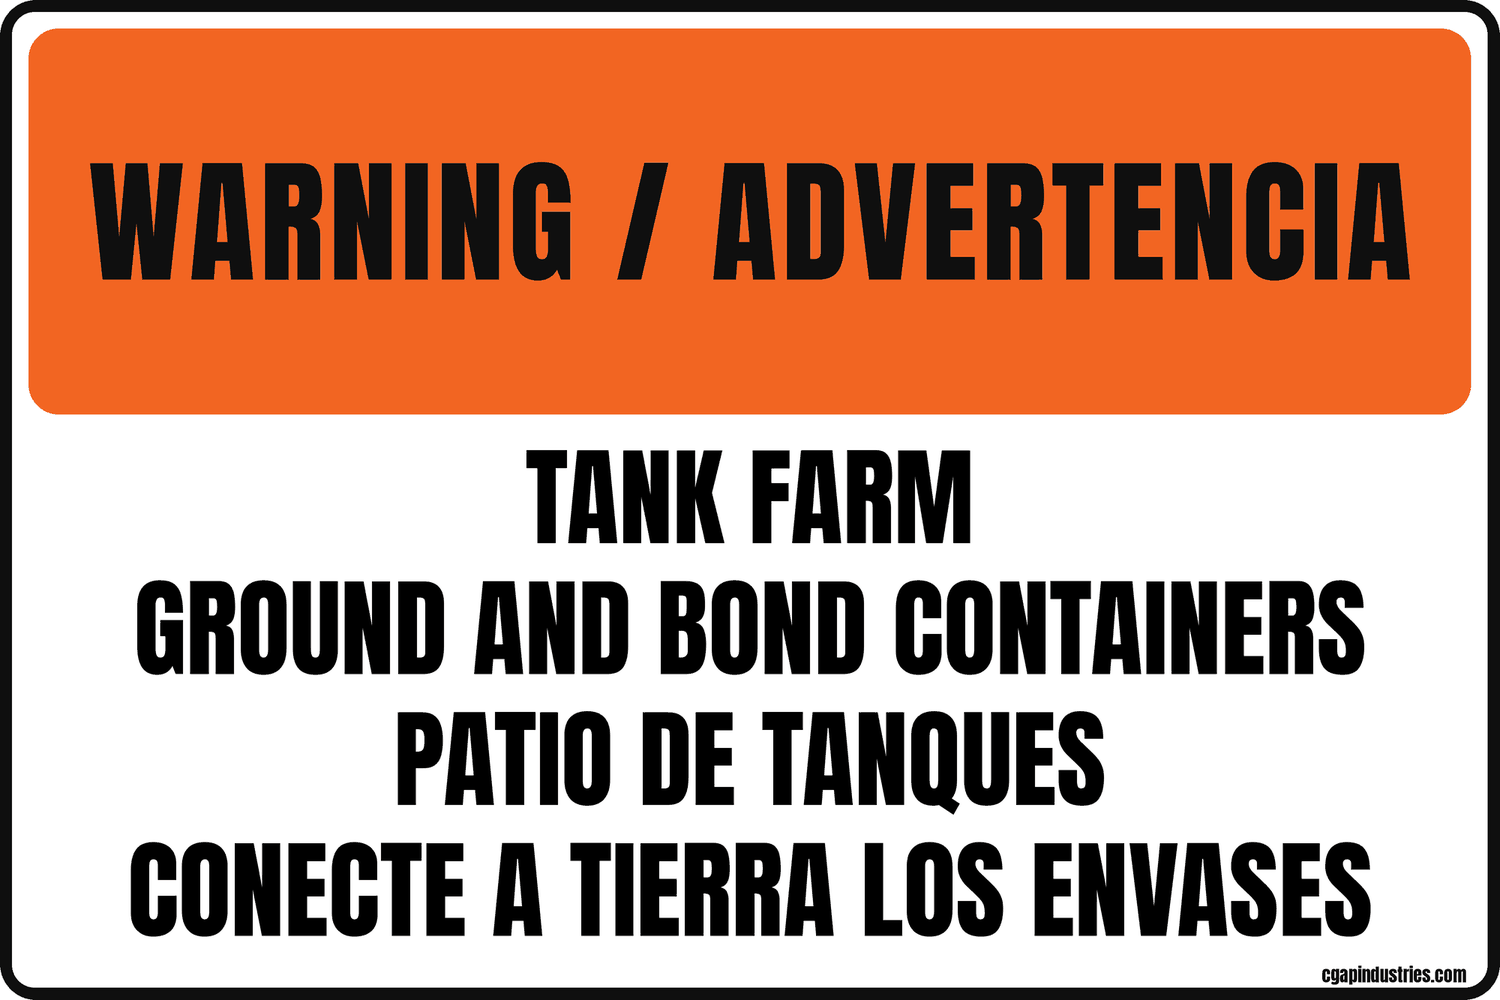 WARNING / ADVERTENCIA
TANK FARM
GROUND AND BOND CONTAINERS
PATIO DE TANQUES
CONECTE A TIERRA LOS ENVASES
cgapindustries.com